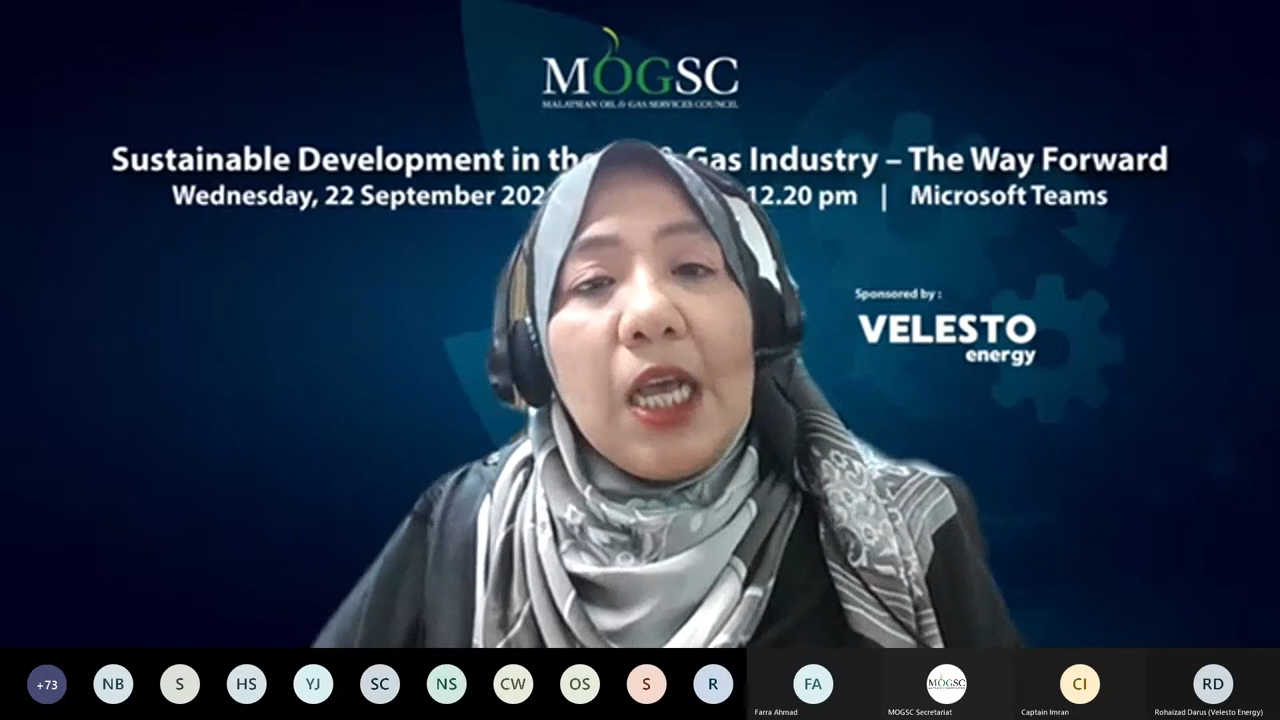 MOGSC
MALAYSIAN OIL & GAS SERVICES COUNCIL
Sustainable Development in the & Gas Industry – The Way Forward
Wednesday, 22 September 202 12.20 pm | Microsoft Teams
Sponsored by :
VELESTO
energy
+73 NB S HS YJ SC NS CW OS S R FA MOGSC CI RD
Farra Ahmad MOGSC Secretariat Captain Imran Rohaizad Darus (Velesto Energy)